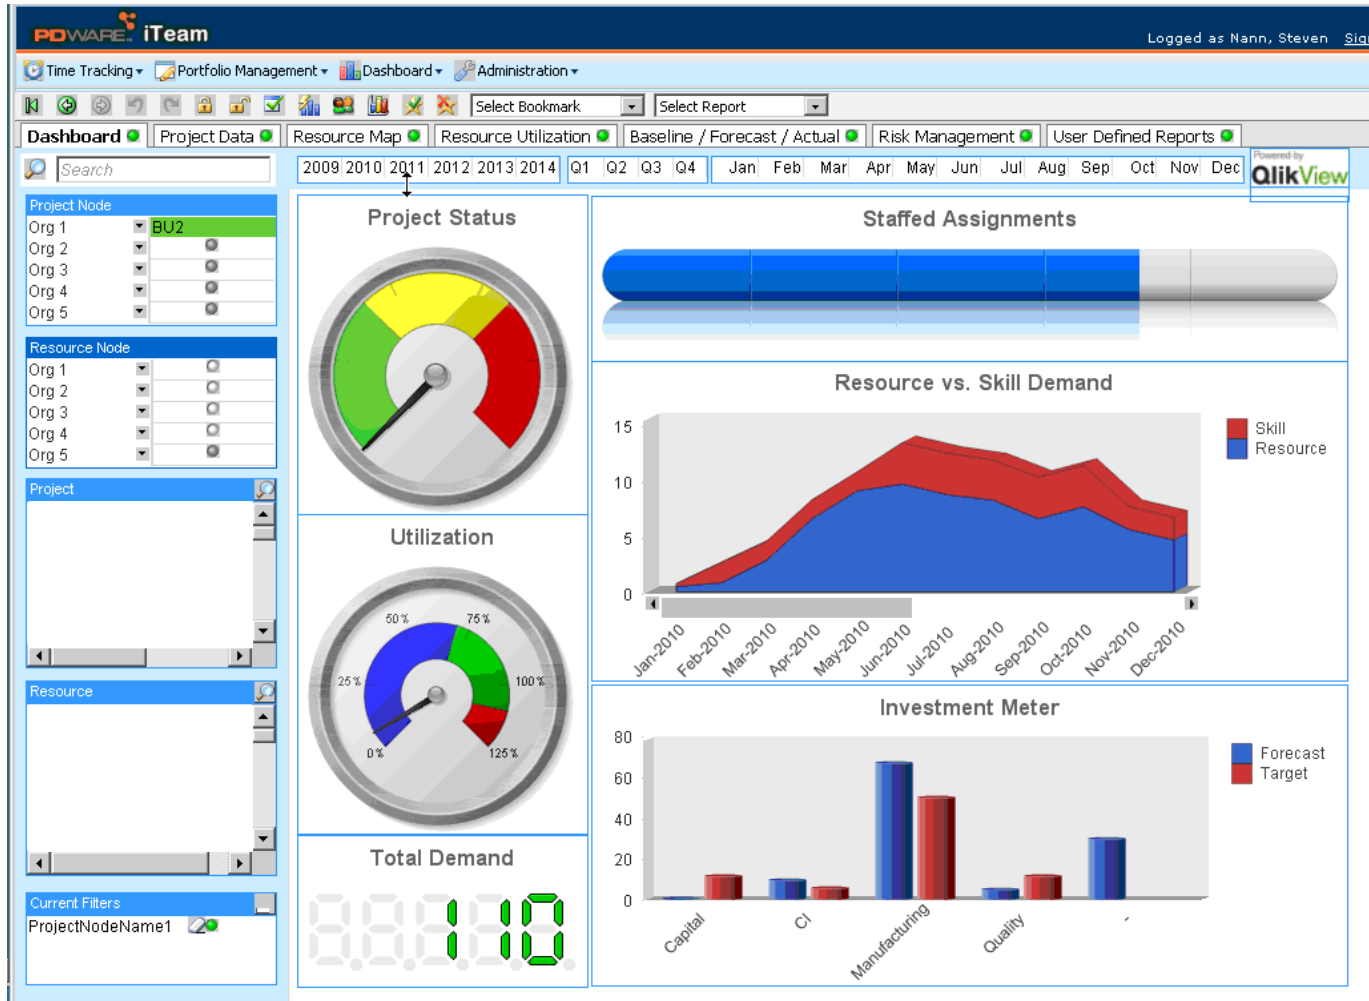 PDWARE iTeam
Logged as Nann, Steven
Time Tracking Portfolio Management Dashboard Administration
Select Bookmark Select Report
Dashboard Project Data Resource Map Resource Utilization Baseline / Forecast / Actual Risk Management User Defined Reports
Search
2009 2010 2011 2012 2013 2014 Q1 Q2 Q3 Q4 Jan Feb Mar Apr May Jun Jul Aug Sep Oct Nov Dec
Powered by
QlikView
Project Node
Org 1 BU2
Org 2
Org 3
Org 4
Org 5
Resource Node
Org 1
Org 2
Org 3
Org 4
Org 5
Project
Resource
Current Filters
ProjectNodeName1
Project Status
Utilization
0% 25% 50% 75% 100% 125%
Total Demand
110
Staffed Assignments
Resource vs. Skill Demand
15
10
5
0
Jan-2010 Feb-2010 Mar-2010 Apr-2010 May-2010 Jun-2010 Jul-2010 Aug-2010 Sep-2010 Oct-2010 Nov-2010 Dec-2010
Skill
Resource
Investment Meter
80
60
40
20
0
Capital CI Manufacturing Quality -
Forecast
Target